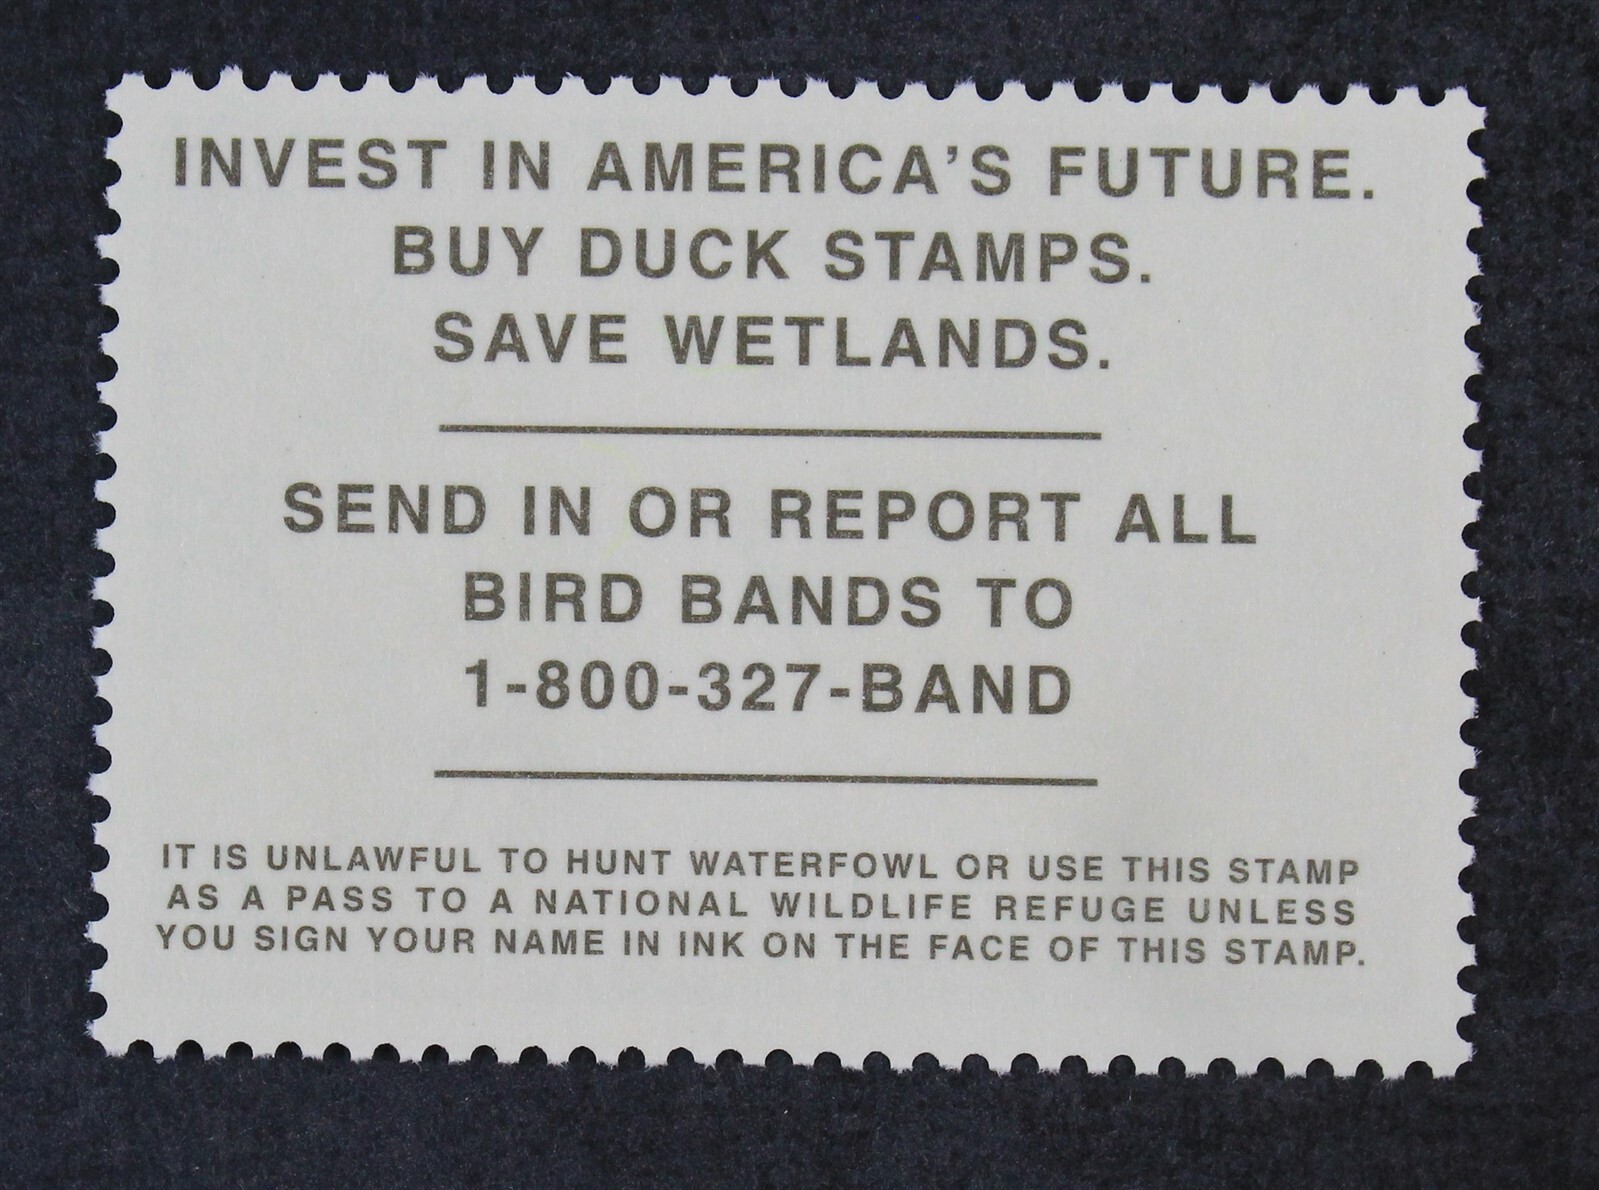 INVEST IN AMERICA'S FUTURE.
BUY DUCK STAMPS.
SAVE WETLANDS.
SEND IN OR REPORT ALL
BIRD BANDS TO
1-800-327-BAND
IT IS UNLAWFUL TO HUNT WATERFOWL OR USE THIS STAMP
AS A PASS TO A NATIONAL WILDLIFE REFUGE UNLESS
YOU SIGN YOUR NAME IN INK ON THE FACE OF THIS STAMP.